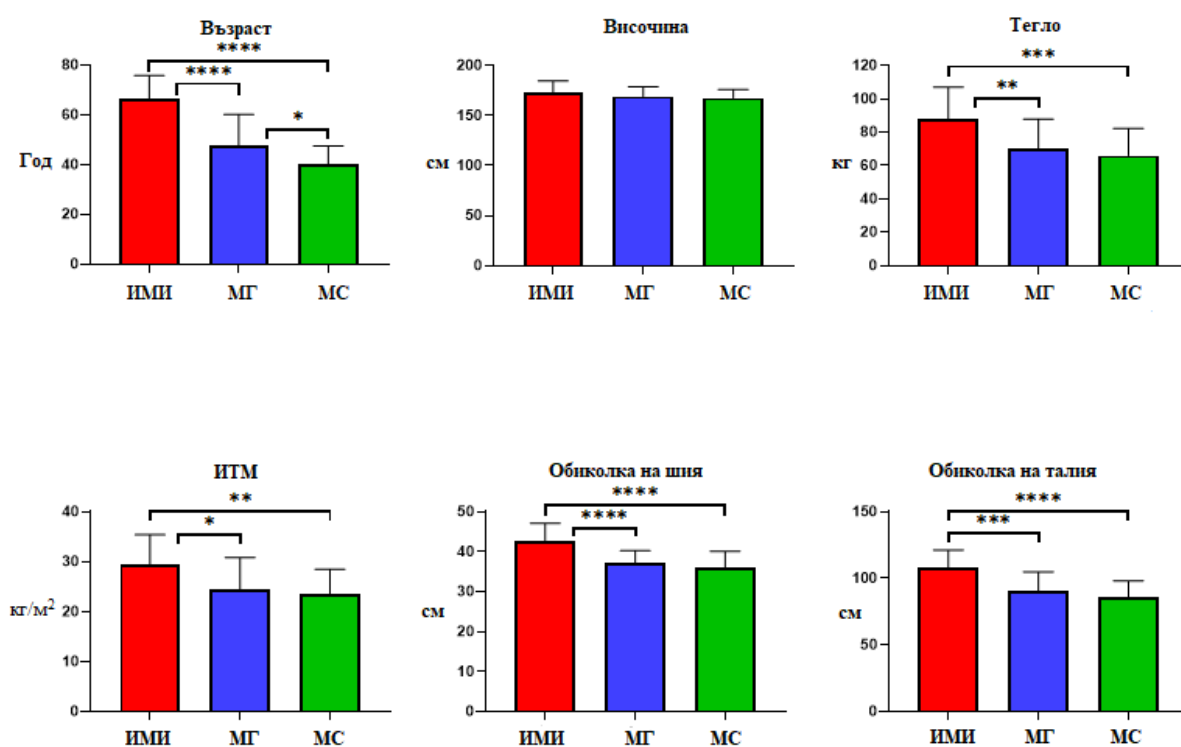 Възраст
****
****
*
80
60
40
20
0
Год
ИМИ МГ МС
Височина
200
150
100
50
0
см
ИМИ МГ МС
Тегло
***
**
120
100
80
60
40
20
0
кг
ИМИ МГ МС
ИТМ
**
*
40
30
20
10
0
кг/м²
ИМИ МГ МС
Обиколка на шия
****
****
50
40
30
20
10
0
см
ИМИ МГ МС
Обиколка на талия
****
***
150
100
50
0
см
ИМИ МГ МС